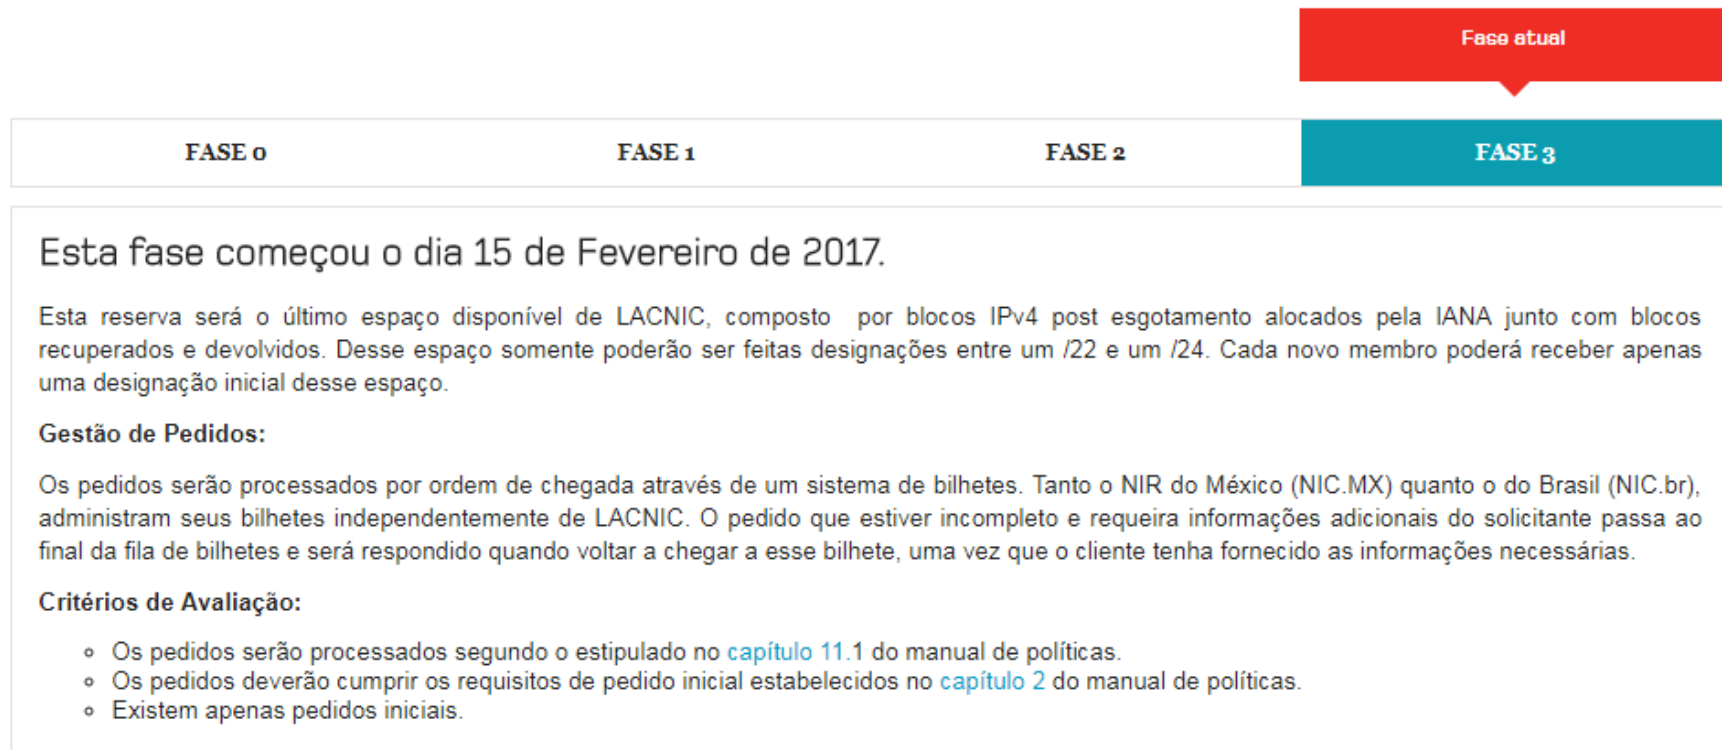 Fase atual
FASE 0
FASE 1
FASE 2
FASE 3
Esta fase começou o dia 15 de Fevereiro de 2017.
Esta reserva será o último espaço disponível de LACNIC, composto por blocos IPv4 post esgotamento alocados pela IANA junto com blocos
recuperados e devolvidos. Desse espaço somente poderão ser feitas designações entre um /22 e um /24. Cada novo membro poderá receber apenas
uma designação inicial desse espaço.
Gestão de Pedidos:
Os pedidos serão processados por ordem de chegada através de um sistema de bilhetes. Tanto o NIR do México (NIC.MX) quanto o do Brasil (NIC.br),
administram seus bilhetes independentemente de LACNIC. O pedido que estiver incompleto e requeira informações adicionais do solicitante passa ao
final da fila de bilhetes e será respondido quando voltar a chegar a esse bilhete, uma vez que o cliente tenha fornecido as informações necessárias.
Critérios de Avaliação:
Os pedidos serão processados segundo o estipulado no capítulo 11.1 do manual de políticas.
Os pedidos deverão cumprir os requisitos de pedido inicial estabelecidos no capítulo 2 do manual de políticas.
Existem apenas pedidos iniciais.